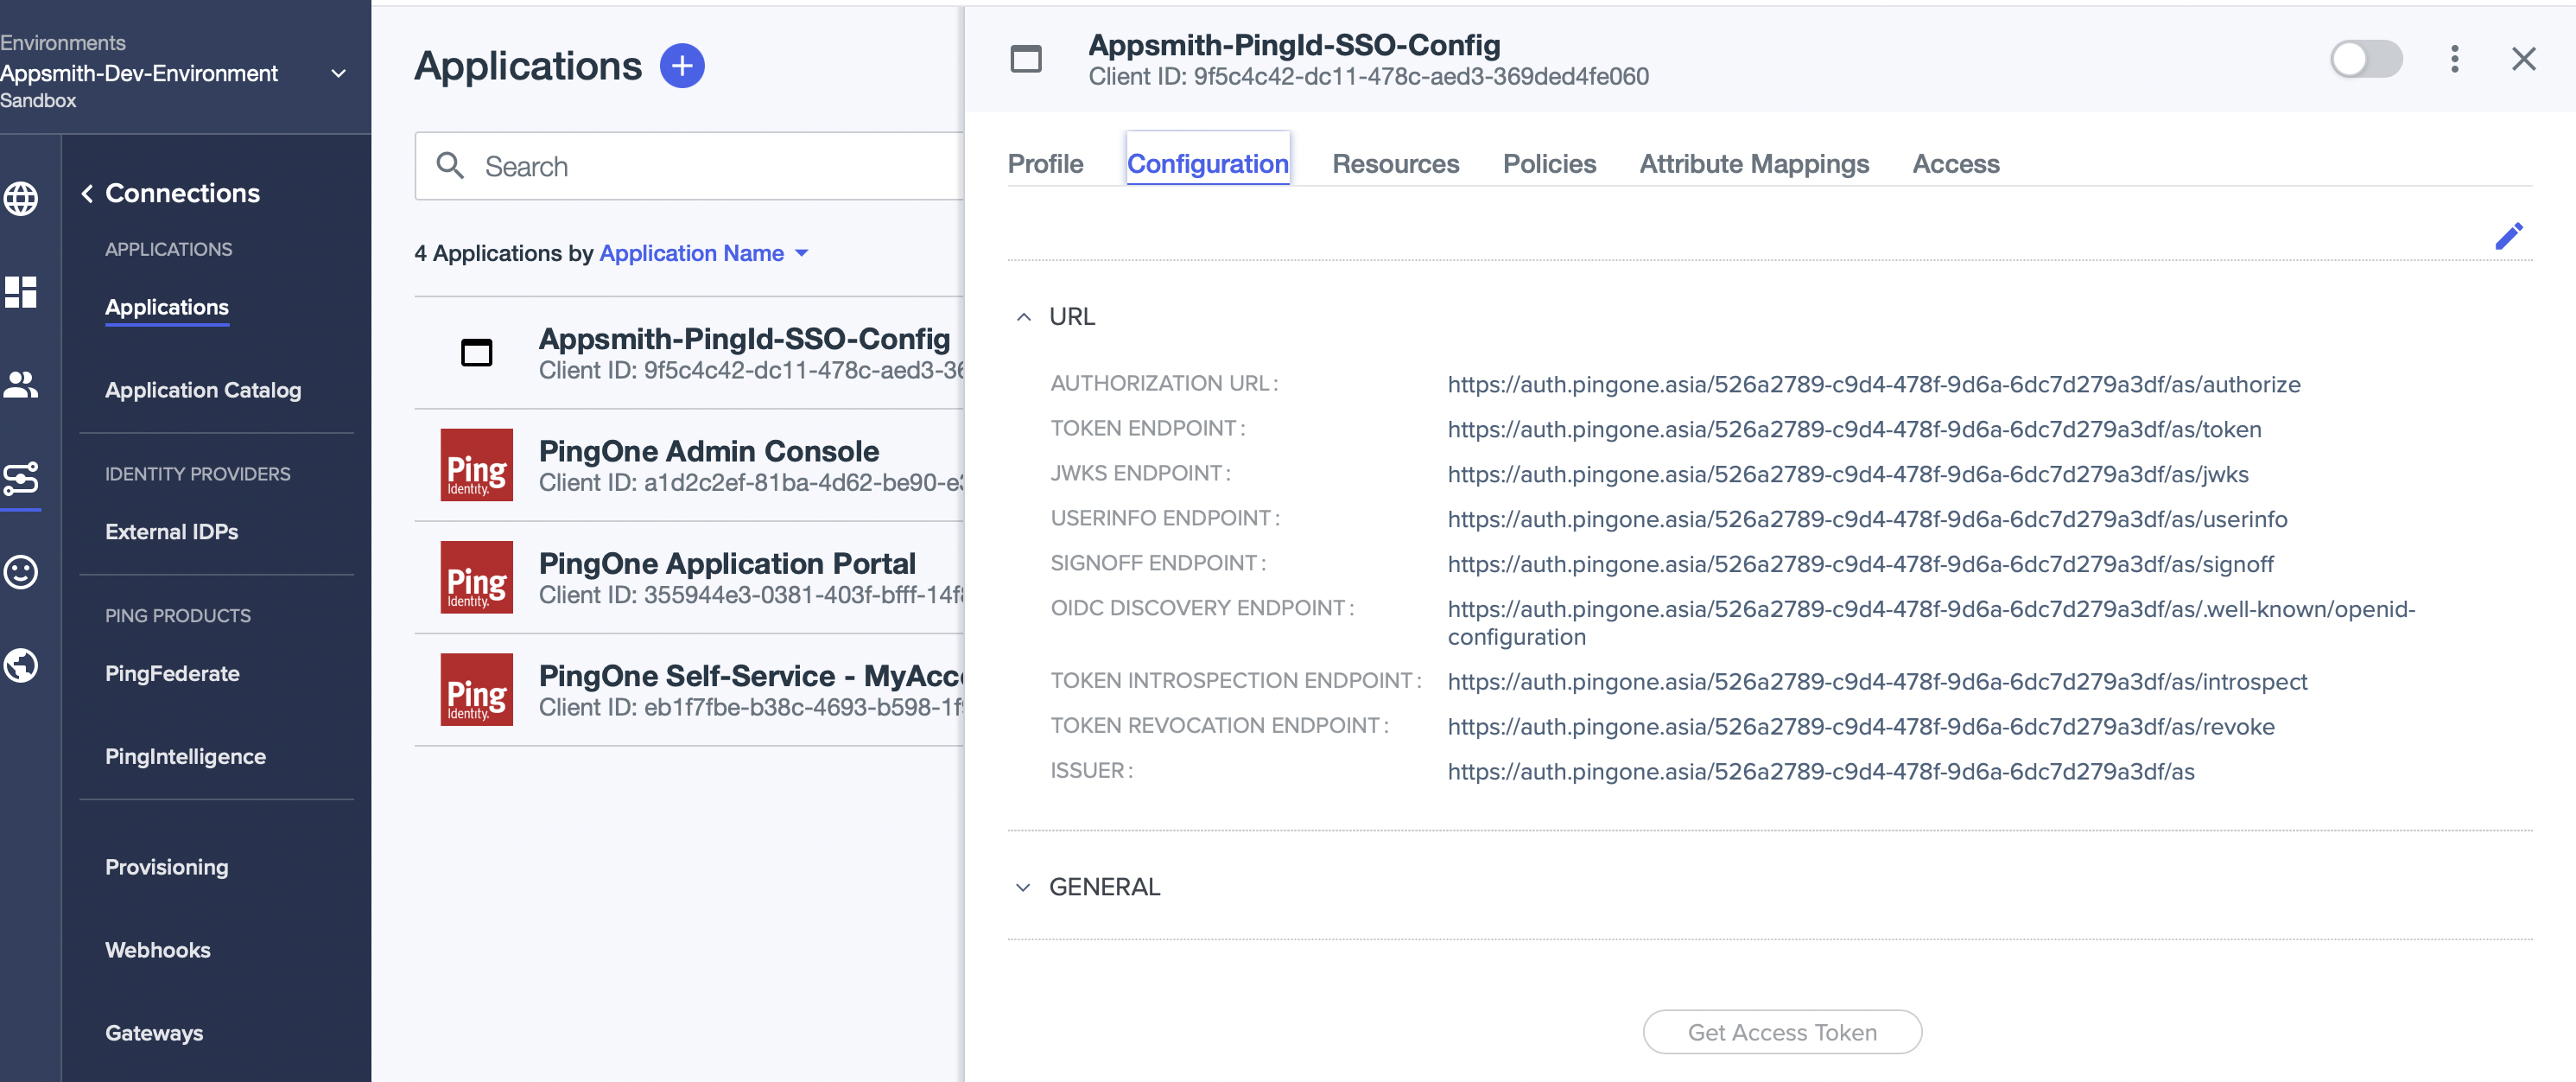 Environments
Appsmith-Dev-Environment
Sandbox
Connections
APPLICATIONS
Applications
Application Catalog
IDENTITY PROVIDERS
External IDPs
PING PRODUCTS
PingFederate
PingIntelligence
Provisioning
Webhooks
Gateways
Applications
Search
4 Applications by Application Name
Appsmith-PingId-SSO-Config
Client ID: 9f5c4c42-dc11-478c-aed3-36
Ping
Identity.
PingOne Admin Console
Client ID: a1d2c2ef-81ba-4d62-be90-e
Ping
Identity.
PingOne Application Portal
Client ID: 355944e3-0381-403f-bfff-14f
Ping
Identity.
PingOne Self-Service - MyAcc
Client ID: eb1f7fbe-b38c-4693-b598-1f
Appsmith-PingId-SSO-Config
Client ID: 9f5c4c42-dc11-478c-aed3-369ded4fe060
Profile Configuration Resources Policies Attribute Mappings Access
URL
AUTHORIZATION URL: https://auth.pingone.asia/526a2789-c9d4-478f-9d6a-6dc7d279a3df/as/authorize
TOKEN ENDPOINT: https://auth.pingone.asia/526a2789-c9d4-478f-9d6a-6dc7d279a3df/as/token
JWKS ENDPOINT: https://auth.pingone.asia/526a2789-c9d4-478f-9d6a-6dc7d279a3df/as/jwks
USERINFO ENDPOINT: https://auth.pingone.asia/526a2789-c9d4-478f-9d6a-6dc7d279a3df/as/userinfo
SIGNOFF ENDPOINT: https://auth.pingone.asia/526a2789-c9d4-478f-9d6a-6dc7d279a3df/as/signoff
OIDC DISCOVERY ENDPOINT: https://auth.pingone.asia/526a2789-c9d4-478f-9d6a-6dc7d279a3df/as/.well-known/openid-
configuration
TOKEN INTROSPECTION ENDPOINT: https://auth.pingone.asia/526a2789-c9d4-478f-9d6a-6dc7d279a3df/as/introspect
TOKEN REVOCATION ENDPOINT: https://auth.pingone.asia/526a2789-c9d4-478f-9d6a-6dc7d279a3df/as/revoke
ISSUER: https://auth.pingone.asia/526a2789-c9d4-478f-9d6a-6dc7d279a3df/as
GENERAL
Get Access Token